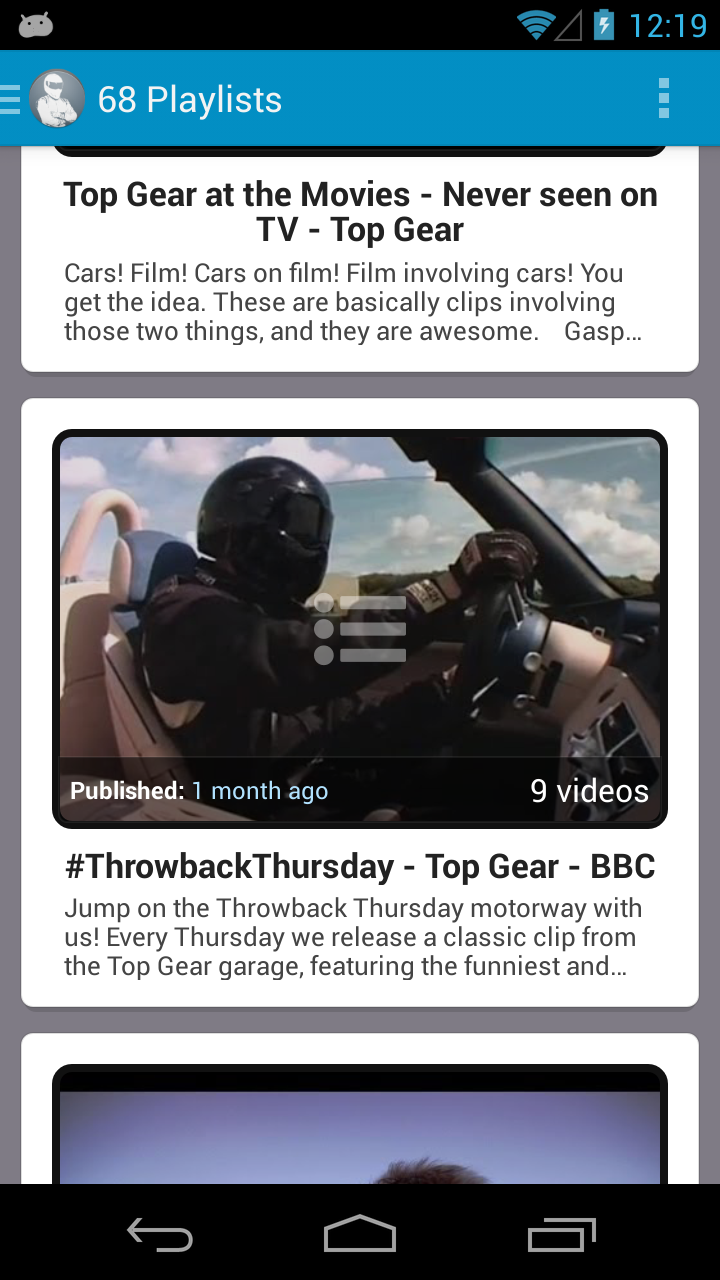 12:19
68 Playlists
Top Gear at the Movies - Never seen on
TV - Top Gear
Cars! Film! Cars on film! Film involving cars! You
get the idea. These are basically clips involving
those two things, and they are awesome.    Gasp...
Published: 1 month ago
9 videos
#ThrowbackThursday - Top Gear - BBC
Jump on the Throwback Thursday motorway with
us! Every Thursday we release a classic clip from
the Top Gear garage, featuring the funniest and...